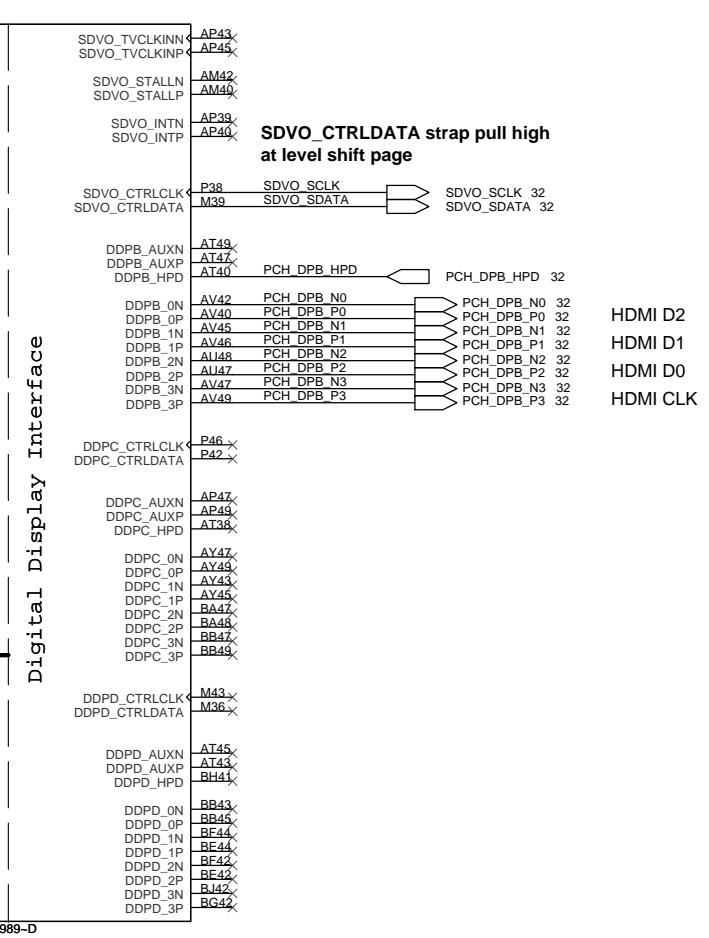 SDVO_TVCLKINN AP43
SDVO_TVCLKINP AP45
SDVO_STALLN AM42
SDVO_STALLP AM40
SDVO_INTN AP39
SDVO_INTP AP40
SDVO_CTRLDATA strap pull high
at level shift page
SDVO_CTRLCLK P38 SDVO_SCLK SDVO_SCLK 32
SDVO_CTRLDATA M39 SDVO_SDATA SDVO_SDATA 32
DDPB_AUXN AT49
DDPB_AUXP AT47
DDPB_HPD AT40 PCH_DPB_HPD PCH_DPB_HPD 32
DDPB_0N AV42 PCH_DPB_N0 PCH_DPB_N0 32
DDPB_0P AV40 PCH_DPB_P0 PCH_DPB_P0 32 HDMI D2
DDPB_1N AV45 PCH_DPB_N1 PCH_DPB_N1 32
DDPB_1P AV46 PCH_DPB_P1 PCH_DPB_P1 32 HDMI D1
DDPB_2N AU48 PCH_DPB_N2 PCH_DPB_N2 32
DDPB_2P AU47 PCH_DPB_P2 PCH_DPB_P2 32 HDMI D0
DDPB_3N AV47 PCH_DPB_N3 PCH_DPB_N3 32
DDPB_3P AV49 PCH_DPB_P3 PCH_DPB_P3 32 HDMI CLK
Digital Display Interface
DDPC_CTRLCLK P46
DDPC_CTRLDATA P42
DDPC_AUXN AP47
DDPC_AUXP AP49
DDPC_HPD AT38
DDPC_0N AY47
DDPC_0P AY49
DDPC_1N AY43
DDPC_1P AY45
DDPC_2N BA47
DDPC_2P BA48
DDPC_3N BB47
DDPC_3P BB49
DDPD_CTRLCLK M43
DDPD_CTRLDATA M36
DDPD_AUXN AT45
DDPD_AUXP AT43
DDPD_HPD BH41
DDPD_0N BB43
DDPD_0P BB45
DDPD_1N BF44
DDPD_1P BE44
DDPD_2N BF42
DDPD_2P BE42
DDPD_3N BJ42
DDPD_3P BG42
989~D